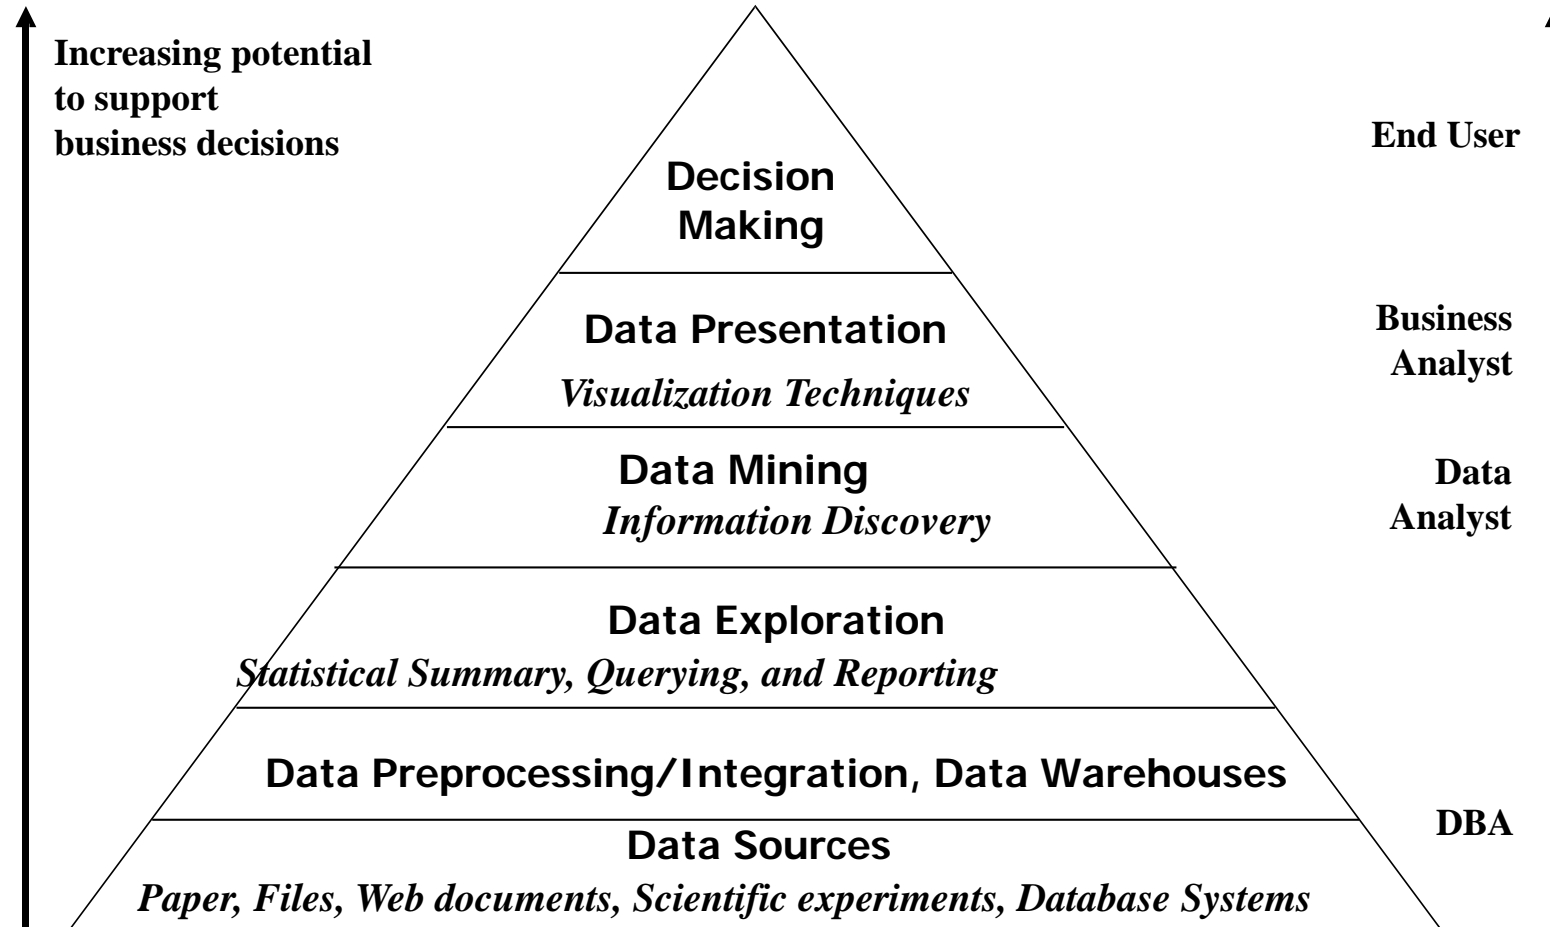 Increasing potential
to support
business decisions
End User
Decision
Making
Business
Analyst
Data Presentation
Visualization Techniques
Data Mining
Information Discovery
Data
Analyst
Data Exploration
Statistical Summary, Querying, and Reporting
Data Preprocessing/Integration, Data Warehouses
DBA
Data Sources
Paper, Files, Web documents, Scientific experiments, Database Systems